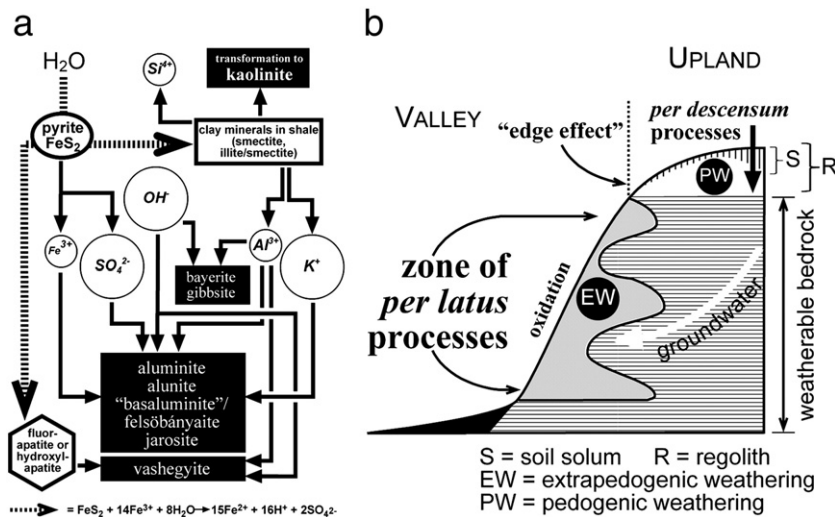 a
H₂O
pyrite
FeS₂
Si⁴⁺
transformation to
kaolinite
clay minerals in shale
(smectite,
illite/smectite)
OH⁻
Fe³⁺
SO₄²⁻
Al³⁺
K⁺
bayerite
gibbsite
aluminite
alunite
"basaluminite"/
felsöbányaite
jarosite
fluor-
apatite or
hydroxyl-
apatite
vashegyite
= FeS₂ + 14Fe³⁺ + 8H₂O→15Fe²⁺ + 16H⁺ + 2SO₄²⁻
b
UPLAND
VALLEY
"edge effect"
per descensum
processes
S
R
PW
zone of
per latus
processes
oxidation
EW
groundwater
weatherable bedrock
S = soil solum R = regolith
EW = extrapedogenic weathering
PW = pedogenic weathering